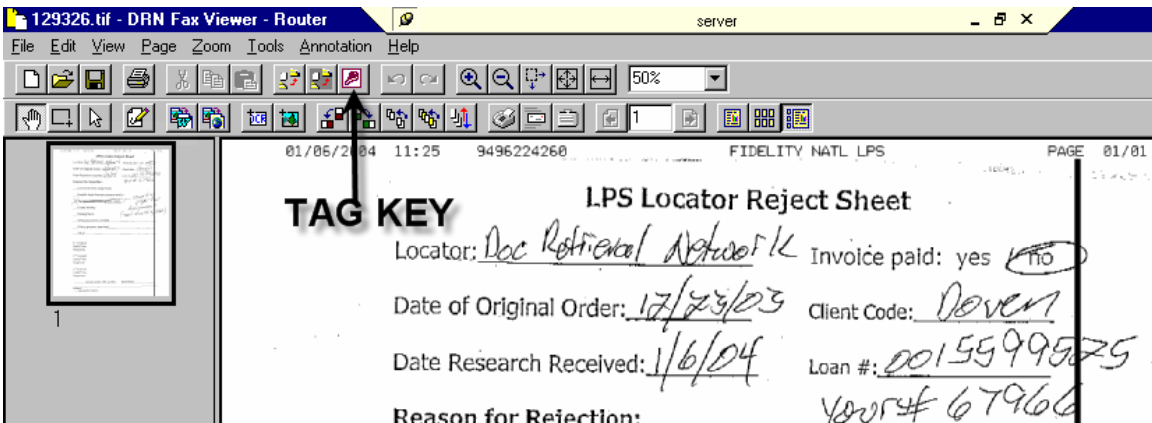 129326.tif - DRN Fax Viewer - Router
server
File Edit View Page Zoom Tools Annotation Help
50%
OCR
1
01/06/2004 11:25 9496224260 FIDELITY NATL LPS PAGE 01/01
TAG KEY
LPS Locator Reject Sheet
Locator: Doc Retrieval Network Invoice paid: yes no
Date of Original Order: 12/23/03 Client Code: Doven
Date Research Received: 1/6/04 Loan #: 0015599575
1
Reason for Rejection: Your# 67966